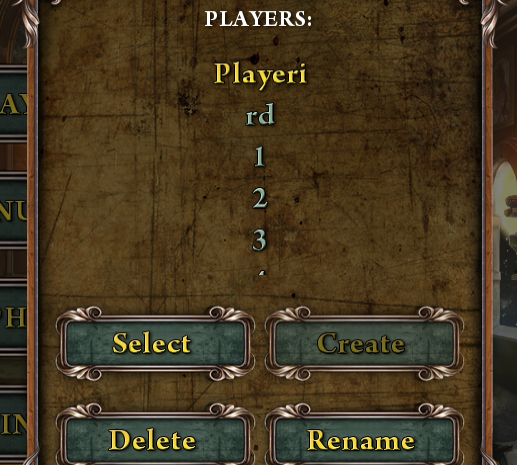 PLAYERS:
Playeri
rd
1
2
3
Select
Create
Delete
Rename